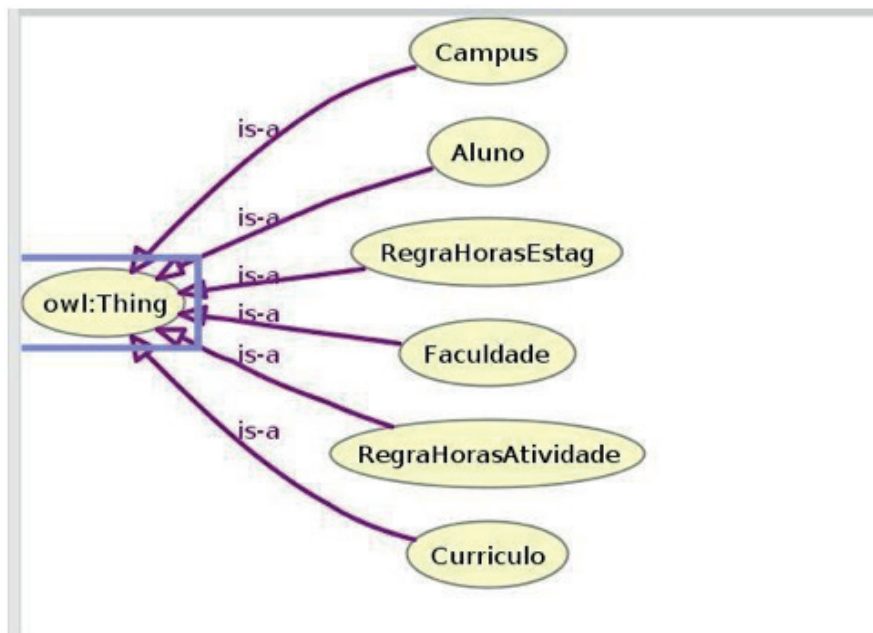 Campus
is-a
Aluno
is-a
RegraHorasEstag
is-a
owl:Thing
is-a
Faculdade
is-a
RegraHorasAtividade
is-a
Curriculo